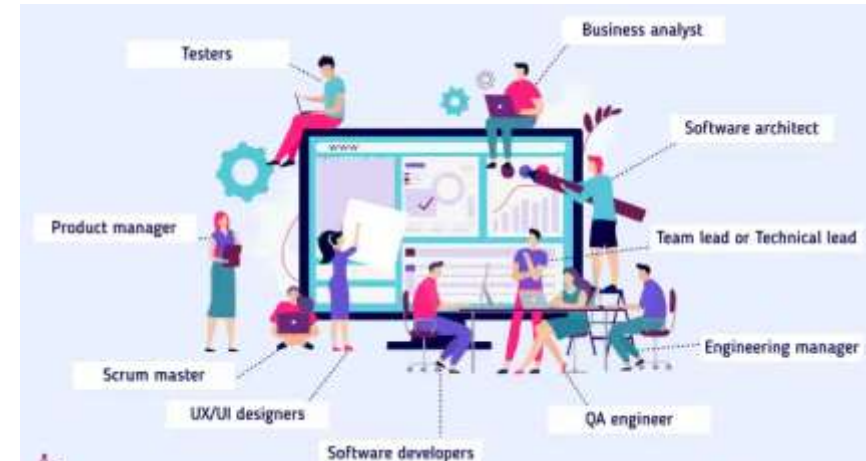 Business analyst
Testers
www
Software architect
Product manager
Team lead or Technical lead
Engineering manager
Scrum master
UX/UI designers
QA engineer
Software developers